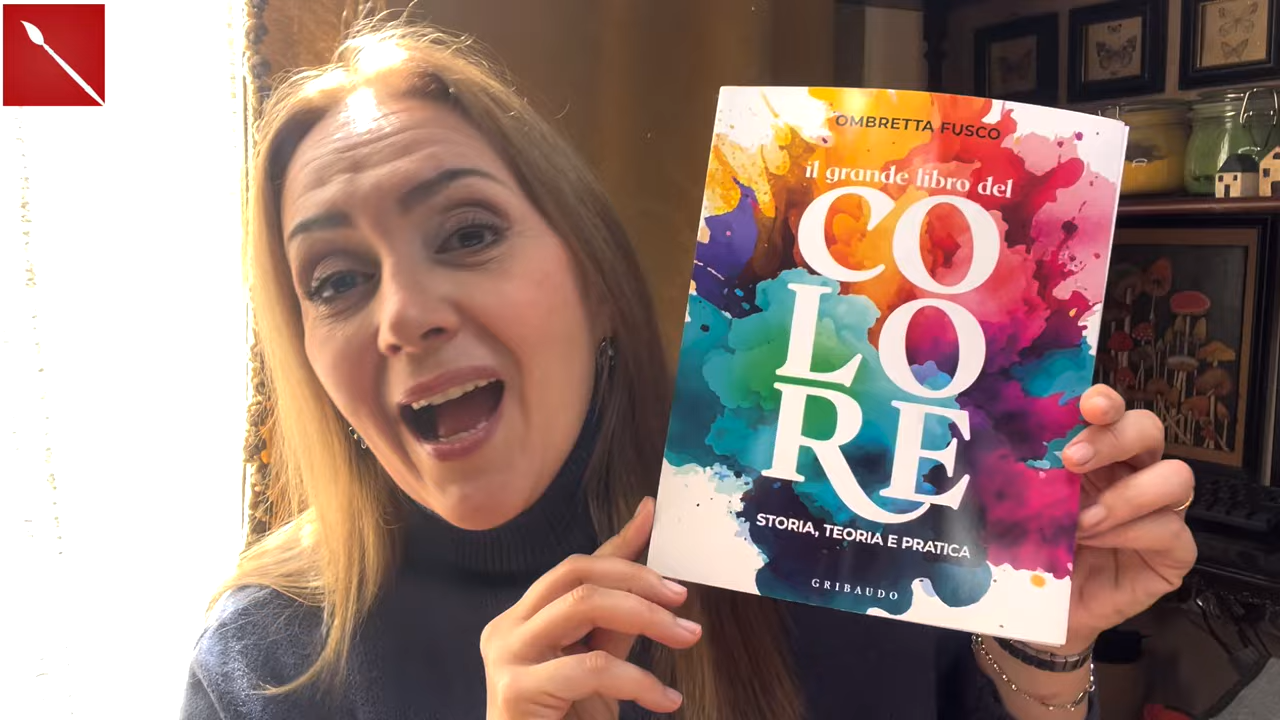 OMBRETTA FUSCO
il grande libro del
CO
LO
RE
STORIA, TEORIA E PRATICA
GRIBAUDO